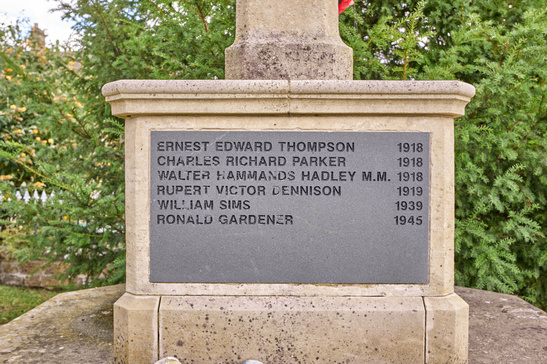 ERNEST EDWARD THOMPSON 1918
CHARLES RICHARD PARKER 1918
WALTER HAMMANDS HADLEY M.M. 1918
RUPERT VICTOR DENNISON 1919
WILLIAM SIMS 1939
RONALD GARDENER 1945